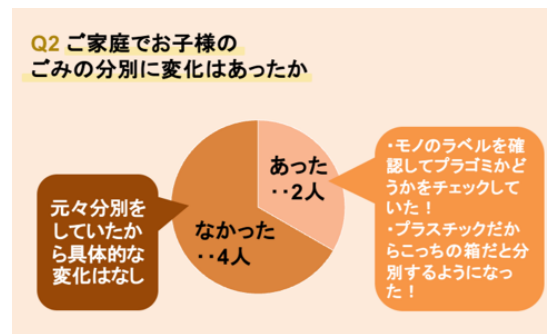 Q2 ご家庭でお子様の
ごみの分別に変化はあったか
あった
‥2人
なかった
‥4人
元々分別を
していたか
ら具体的な
変化はなし
・モノのラベルを確
認してプラゴミかど
うかをチェックして
いた！
・プラスチックだか
らこっちの箱だと分
別するようになっ
た！